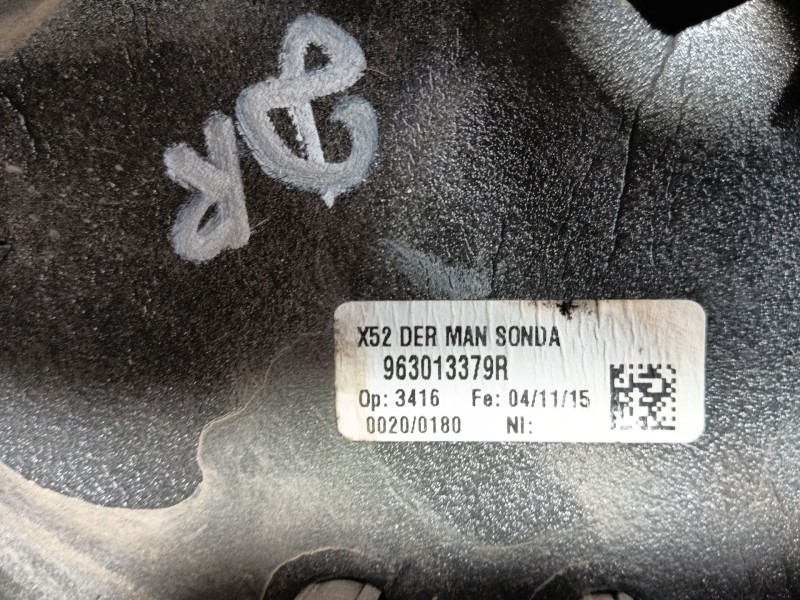 X52 DER MAN SONDA
963013379R
Op: 3416 Fe: 04/11/15
0020/0180 NI: